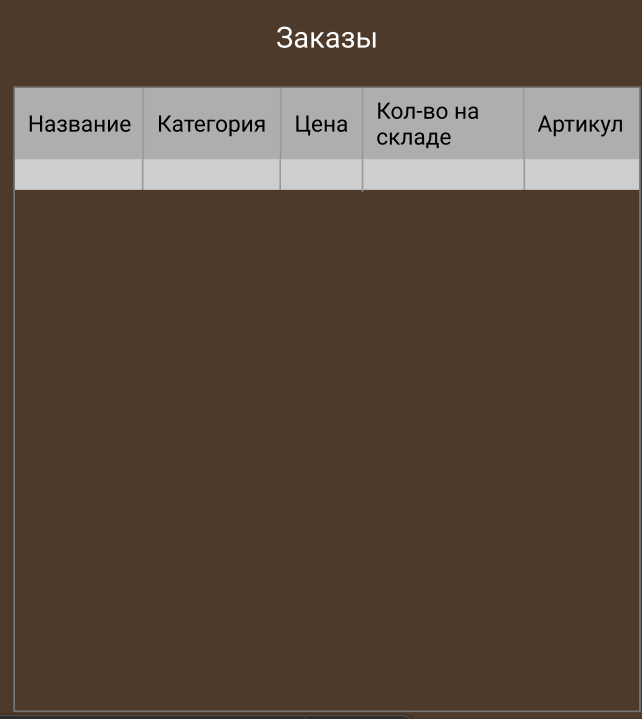 Заказы
Название
Категория
Цена
Кол-во на
складе
Артикул